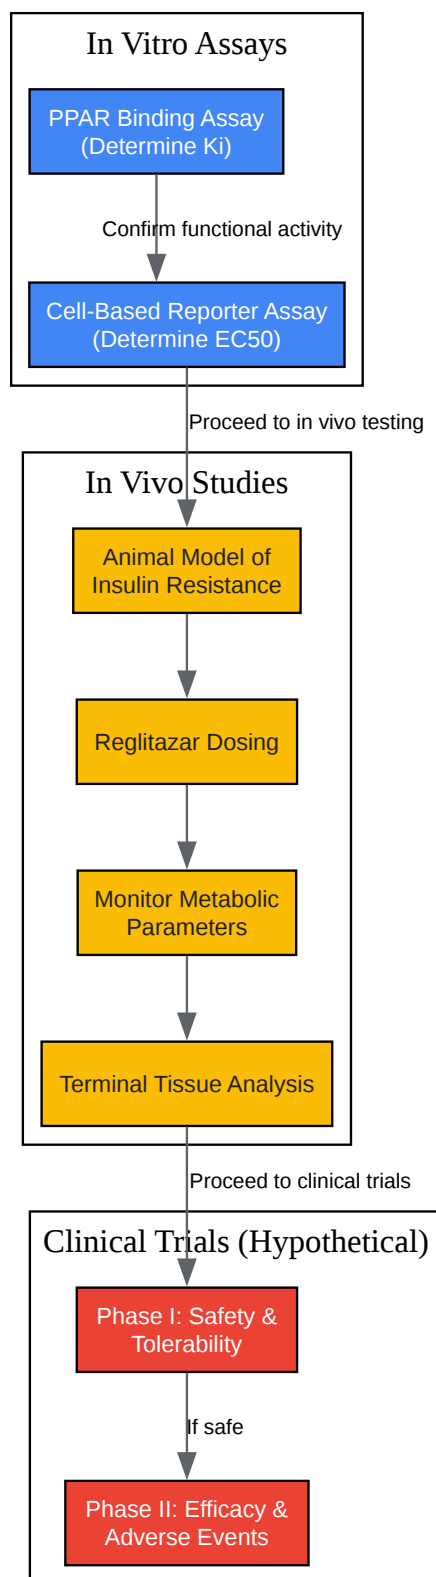 In Vitro Assays
PPAR Binding Assay
(Determine Ki)
Confirm functional activity
Cell-Based Reporter Assay
(Determine EC50)
Proceed to in vivo testing
In Vivo Studies
Animal Model of
Insulin Resistance
Reglitazar Dosing
Monitor Metabolic
Parameters
Terminal Tissue Analysis
Proceed to clinical trials
Clinical Trials (Hypothetical)
Phase I: Safety &
Tolerability
If safe
Phase II: Efficacy &
Adverse Events